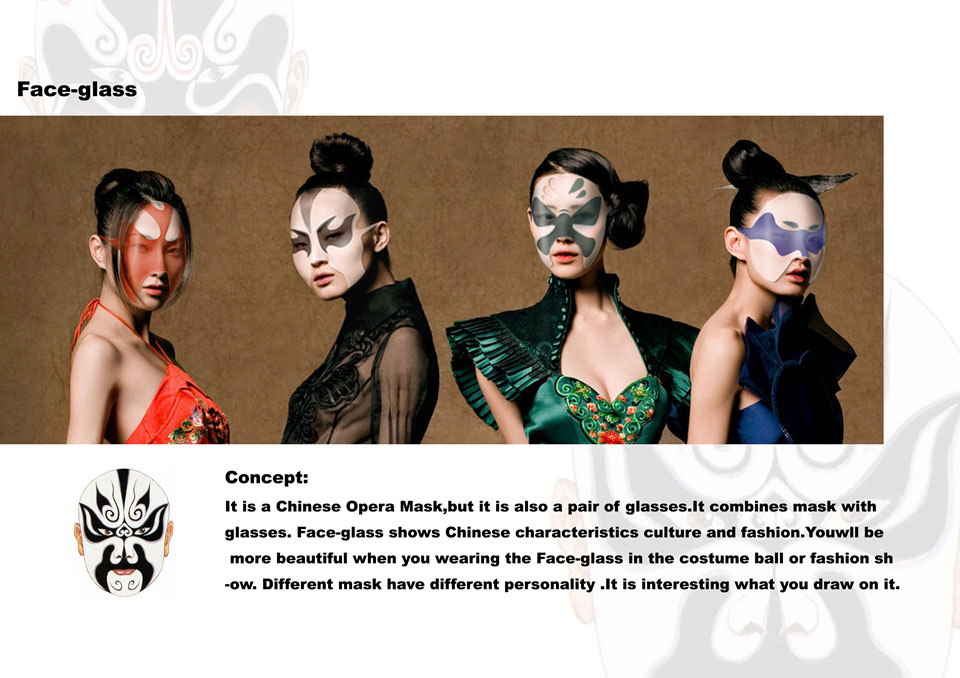 Face-glass
Concept:
It is a Chinese Opera Mask,but it is also a pair of glasses.It combines mask with
glasses. Face-glass shows Chinese characteristics culture and fashion.Youwll be
more beautiful when you wearing the Face-glass in the costume ball or fashion sh
-ow. Different mask have different personality .It is interesting what you draw on it.